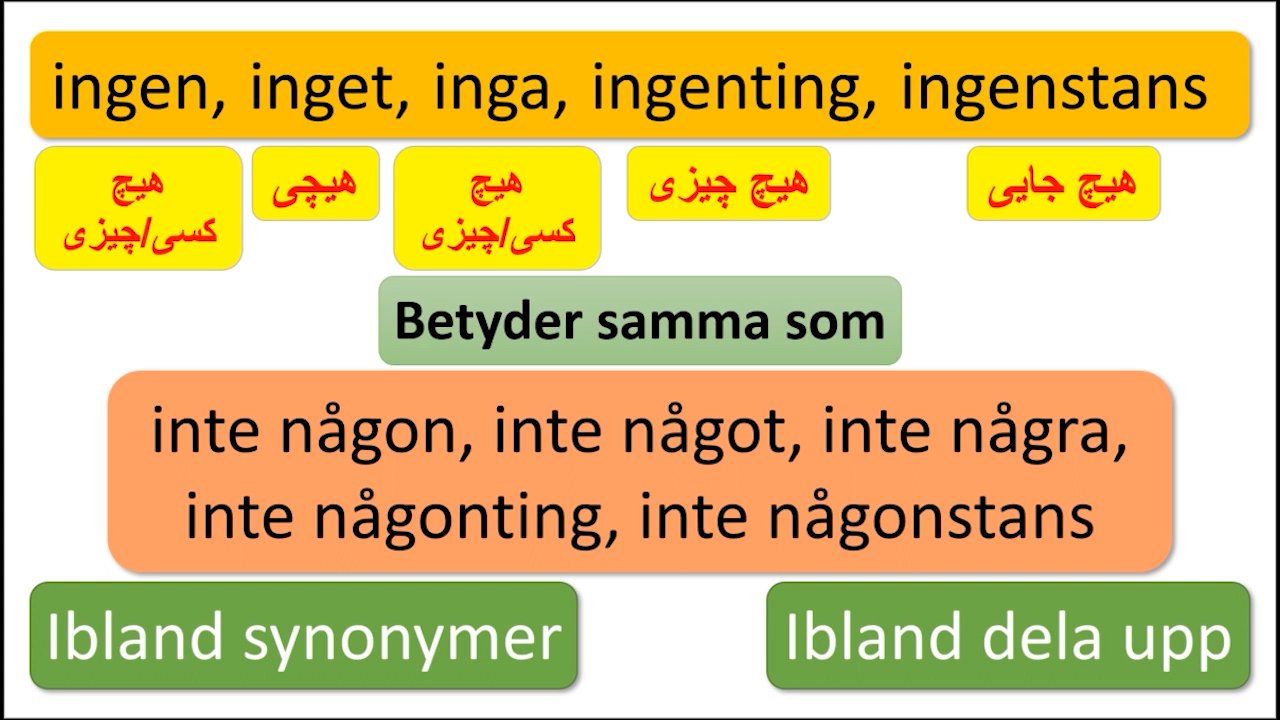 ingen, inget, inga, ingenting, ingenstans
هیچ
کسی/چیزی
هیچی
هیچ
کسی/چیزی
هیچ چیزی
هیچ جایی
Betyder samma som
inte någon, inte något, inte några,
inte någonting, inte någonstans
Ibland synonymer
Ibland dela upp